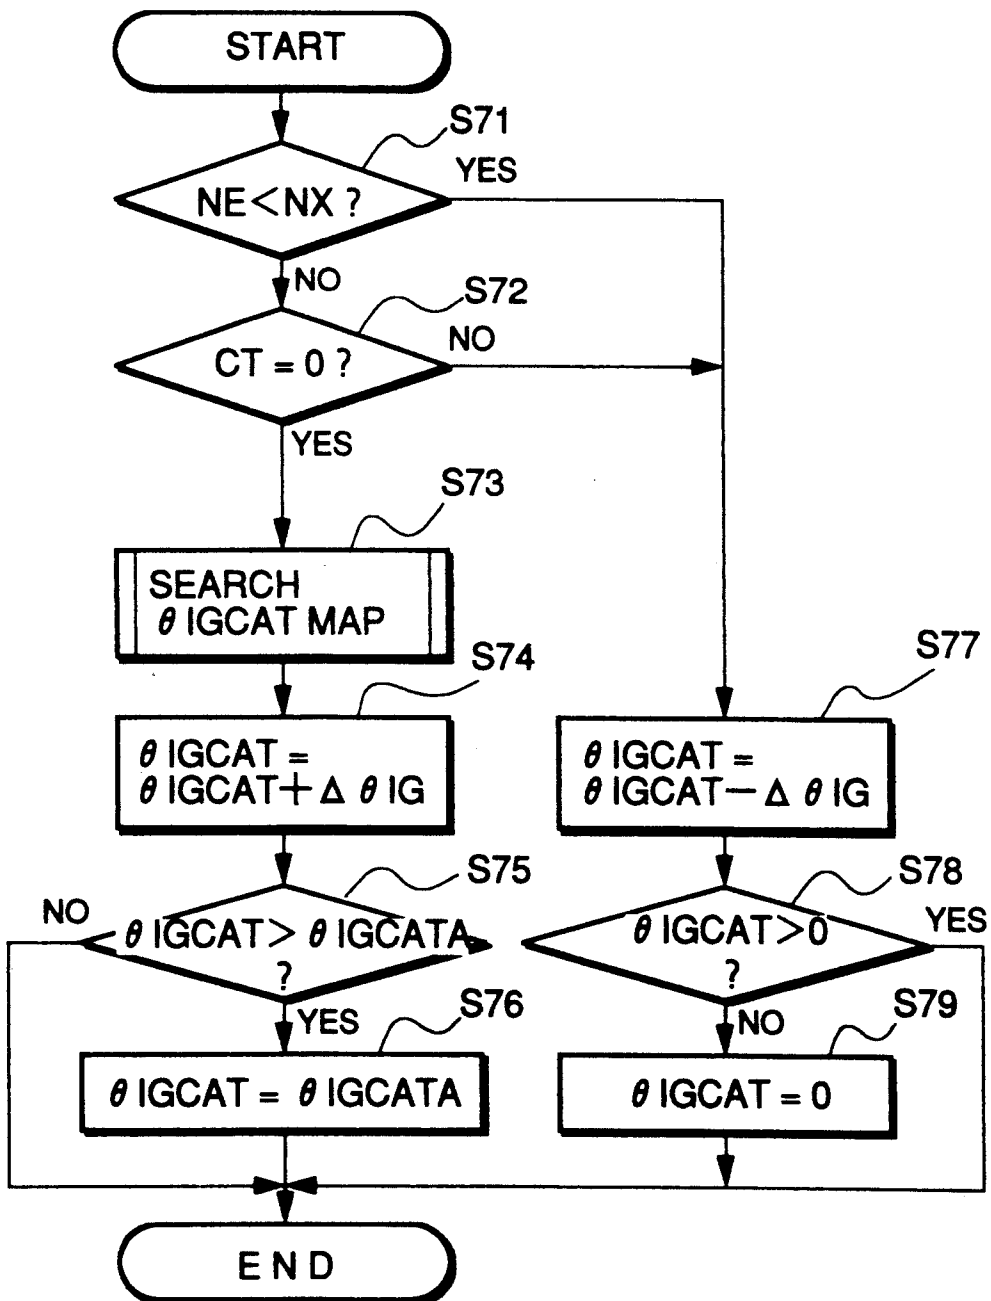 START
S71
NE<NX ?
YES
NO
S72
CT = 0 ?
NO
YES
S73
SEARCH
θ IGCAT MAP
S74
θ IGCAT =
θ IGCAT+ Δ θ IG
S77
θ IGCAT =
θ IGCAT− Δ θ IG
S75
NO
θ IGCAT> θ IGCATA
?
YES
S78
θ IGCAT>0
?
YES
NO
S76
θ IGCAT = θ IGCATA
S79
θ IGCAT = 0
END